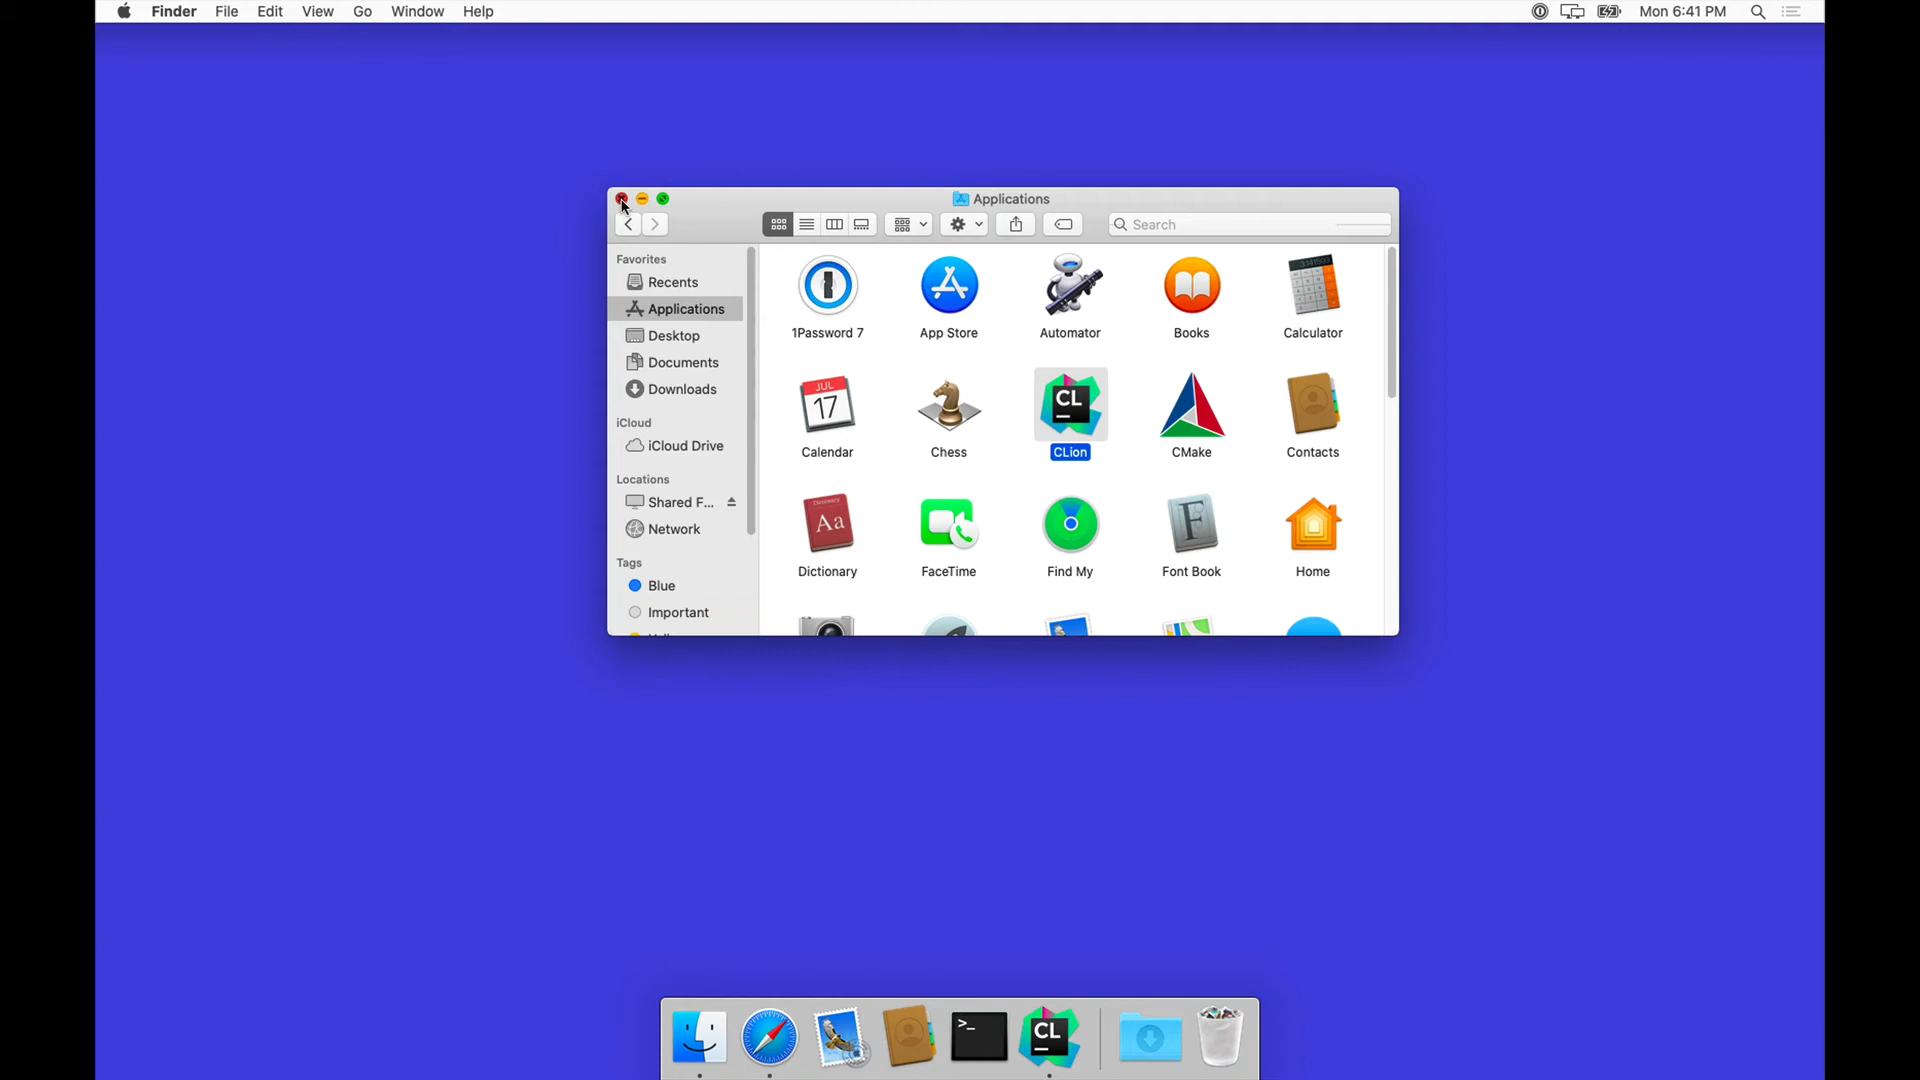 Finder File Edit View Go Window Help Mon 6:41 PM
Applications
Search
Favorites
Recents
Applications
Desktop
Documents
Downloads
iCloud
iCloud Drive
Locations
Shared F...
Network
Tags
Blue
Important
1Password 7 App Store Automator Books Calculator
JUL
17
CL
Calendar Chess CLion CMake Contacts
Dictionary
Aa
F
Dictionary FaceTime Find My Font Book Home
>_
CL